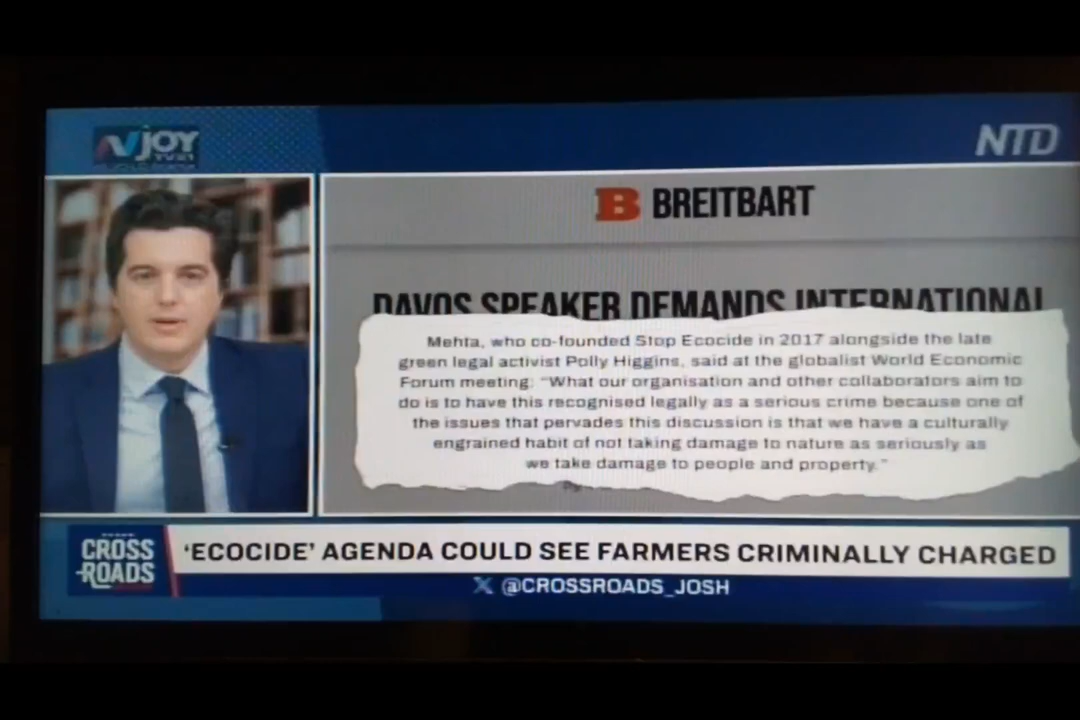 NJOY
NTD
B BREITBART
DAVOS SPEAKER DEMANDS INTERNATIONAL
Mehta, who co-founded Stop Ecocide in 2017 alongside the late
green legal activist Polly Higgins, said at the globalist World Economic
Forum meeting: "What our organisation and other collaborators aim to
do is to have this recognised legally as a serious crime because one of
the issues that pervades this discussion is that we have a culturally
engrained habit of not taking damage to nature as seriously as
we take damage to people and property."
CROSS
ROADS
'ECOCIDE' AGENDA COULD SEE FARMERS CRIMINALLY CHARGED
X @CROSSROADS_JOSH